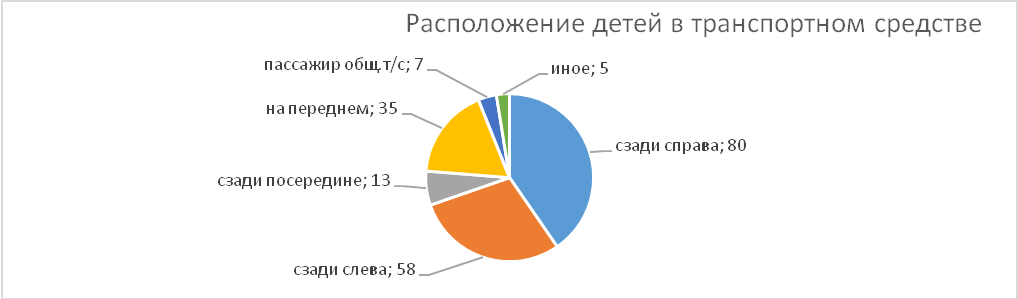 Расположение детей в транспортном средстве
пассажир общ.т/с; 7
иное; 5
на переднем; 35
сзади справа; 80
сзади посередине; 13
сзади слева; 58